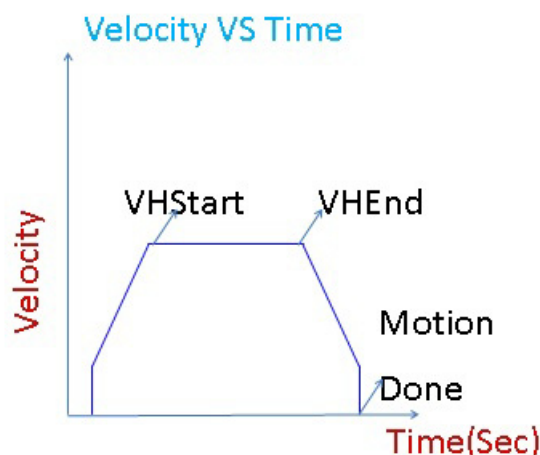 Velocity VS Time
VHStart
VHEnd
Velocity
Motion
Done
Time(Sec)